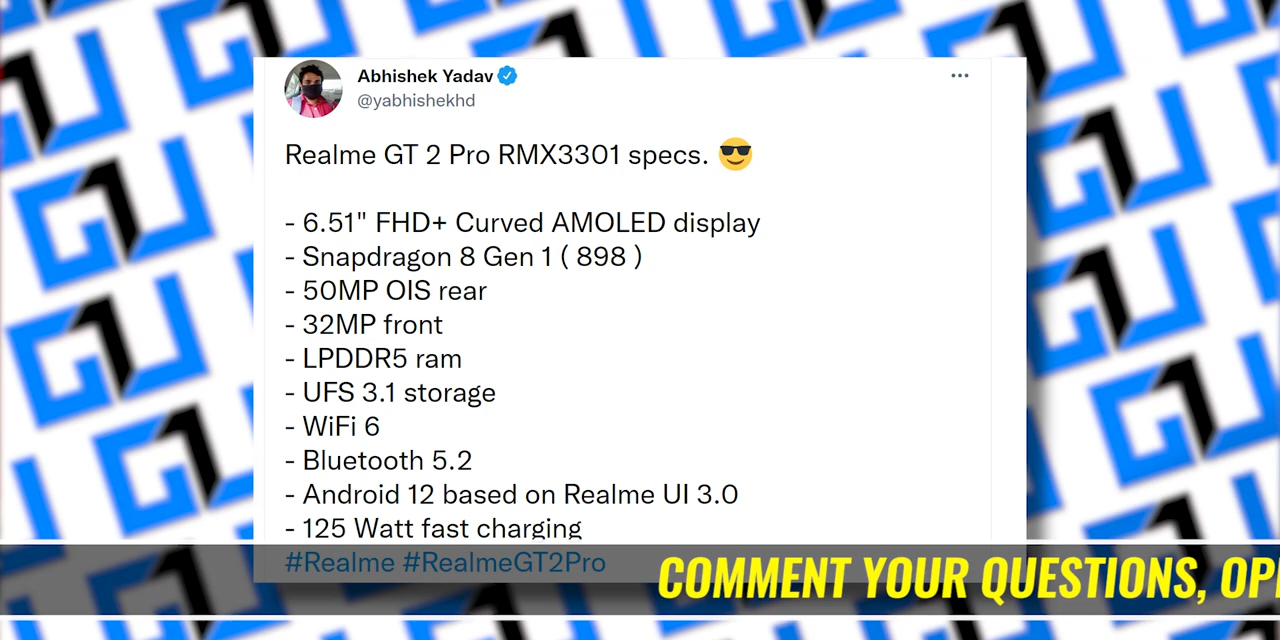 Abhishek Yadav
@yabhishekhd
Realme GT 2 Pro RMX3301 specs. 😎
- 6.51" FHD+ Curved AMOLED display
- Snapdragon 8 Gen 1 ( 898 )
- 50MP OIS rear
- 32MP front
- LPDDR5 ram
- UFS 3.1 storage
- WiFi 6
- Bluetooth 5.2
- Android 12 based on Realme UI 3.0
- 125 Watt fast charging
#Realme #RealmeGT2Pro
COMMENT YOUR QUESTIONS,